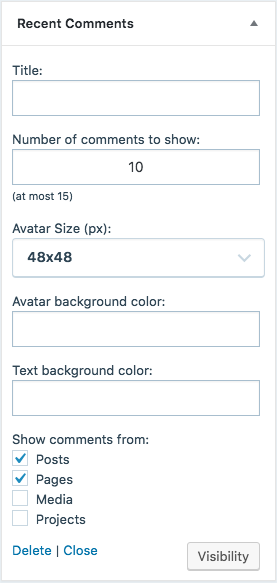 Recent Comments
Title:
Number of comments to show:
10
(at most 15)
Avatar Size (px):
48x48
Avatar background color:
Text background color:
Show comments from:
Posts
Pages
Media
Projects
Delete | Close
Visibility